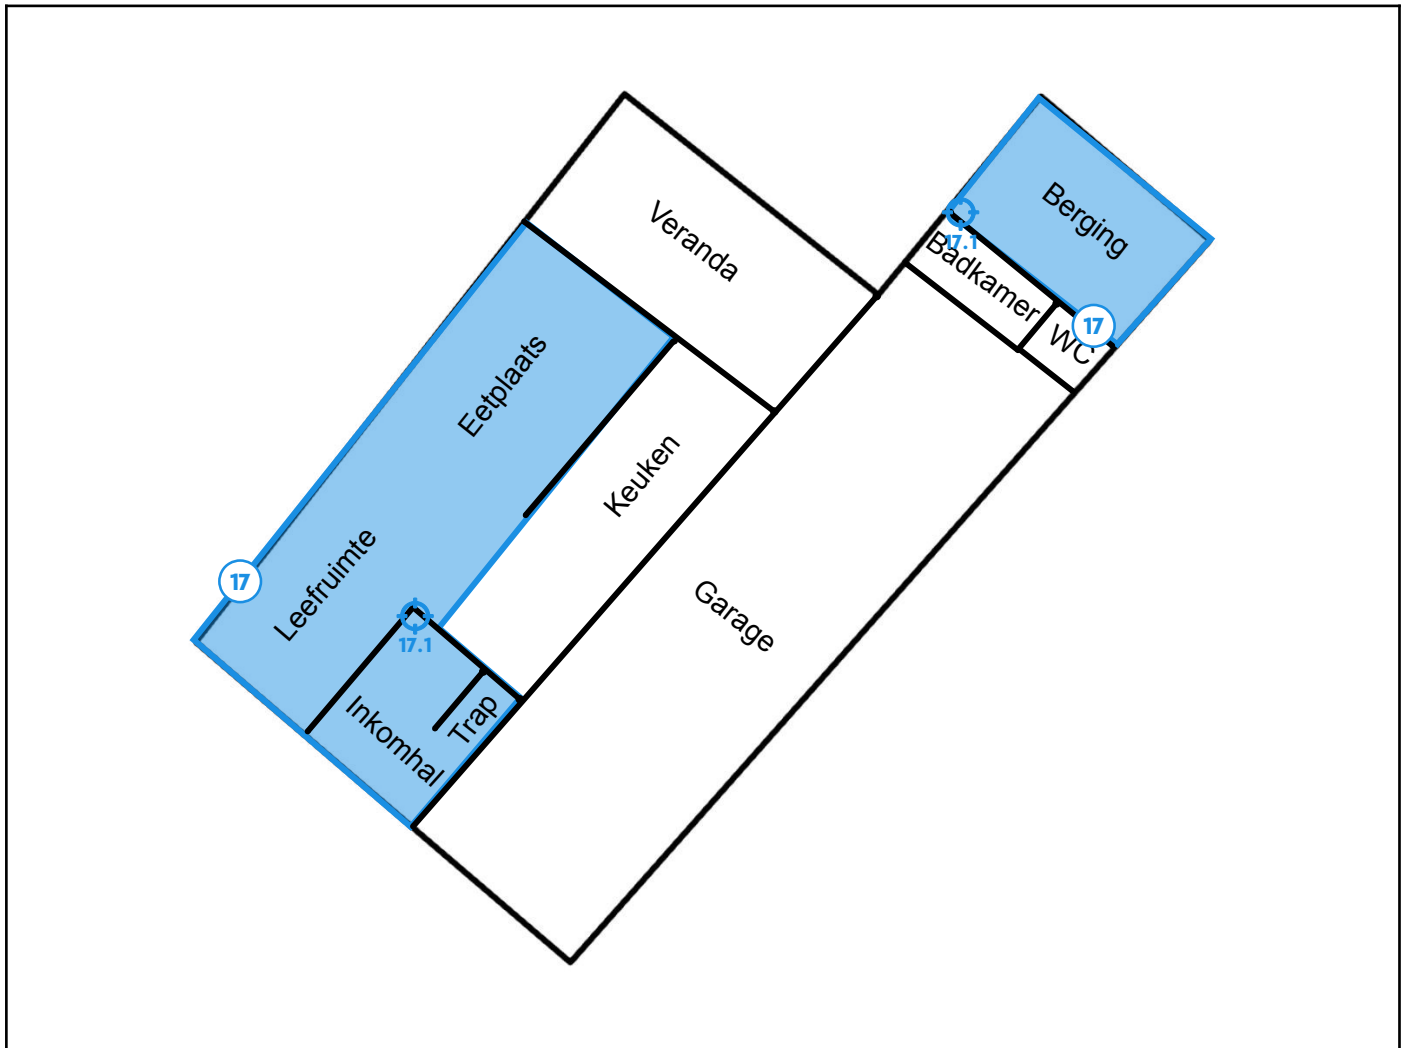 Veranda
Berging
17.1
Badkamer
17
WC
Eetplaats
Keuken
17
Leefruimte
Garage
17.1
Inkomhal
Trap